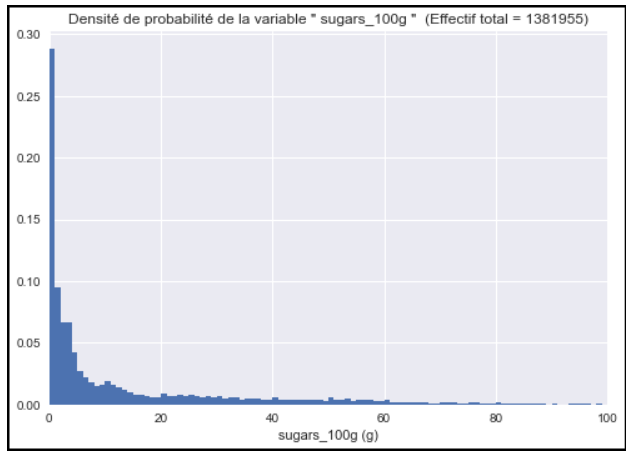 Densité de probabilité de la variable " sugars_100g " (Effectif total = 1381955)
0.30
0.25
0.20
0.15
0.10
0.05
0.00
0 20 40 60 80 100
sugars_100g (g)